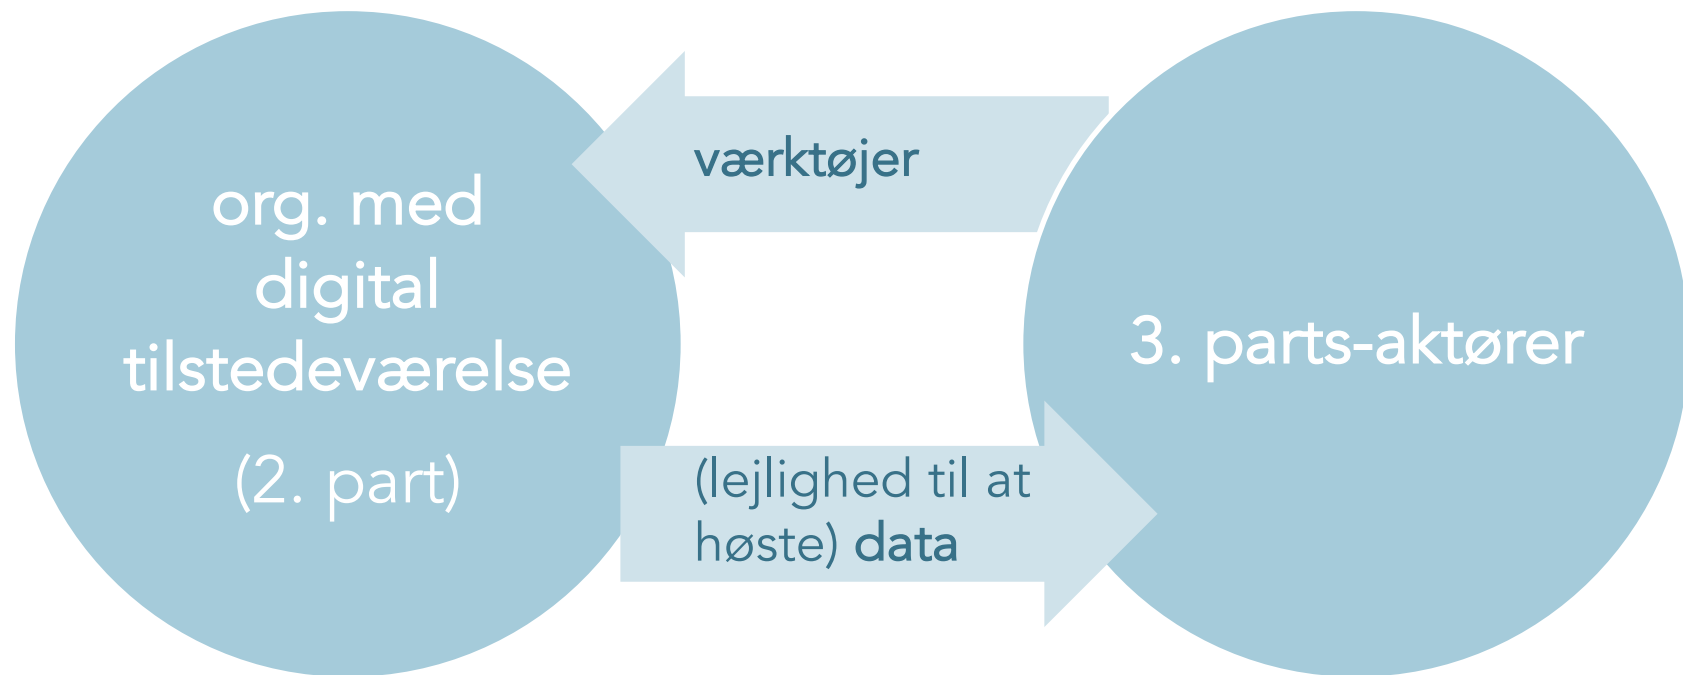 org. med
digital
tilstedeværelse
(2. part)
værktøjer
(lejlighed til at
høste) data
3. parts-aktører